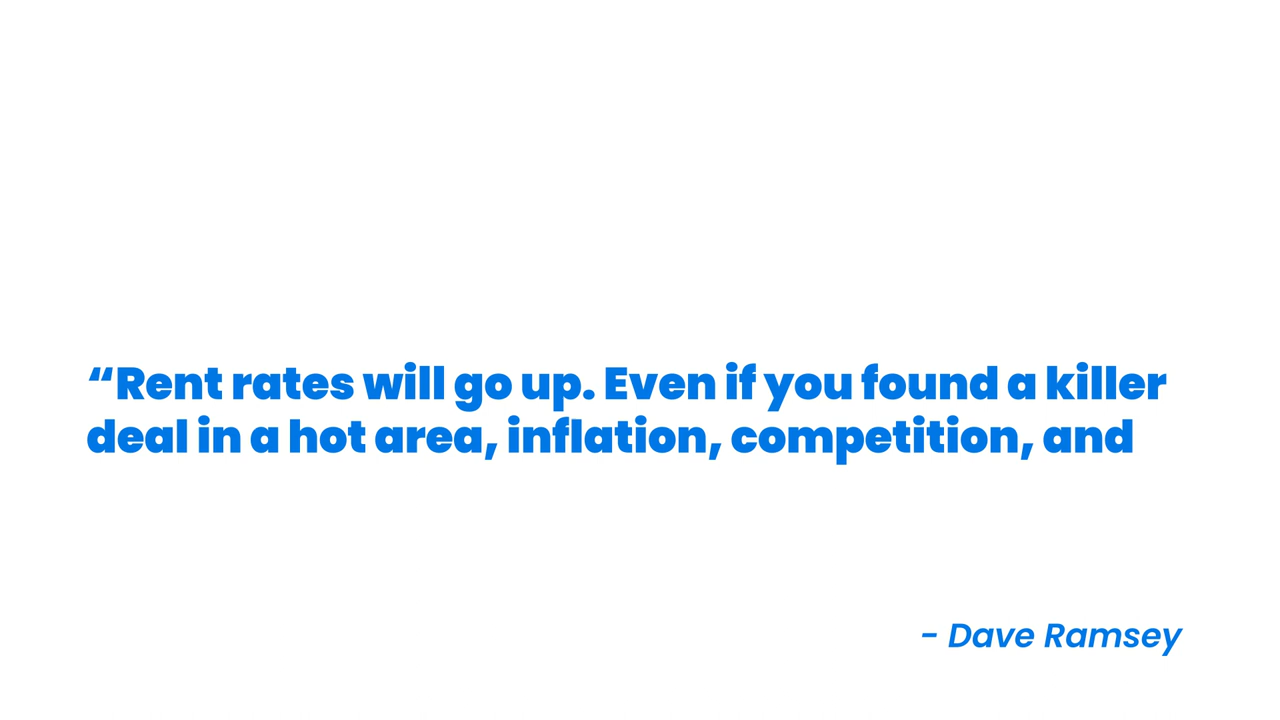 “Rent rates will go up. Even if you found a killer
deal in a hot area, inflation, competition, and
- Dave Ramsey